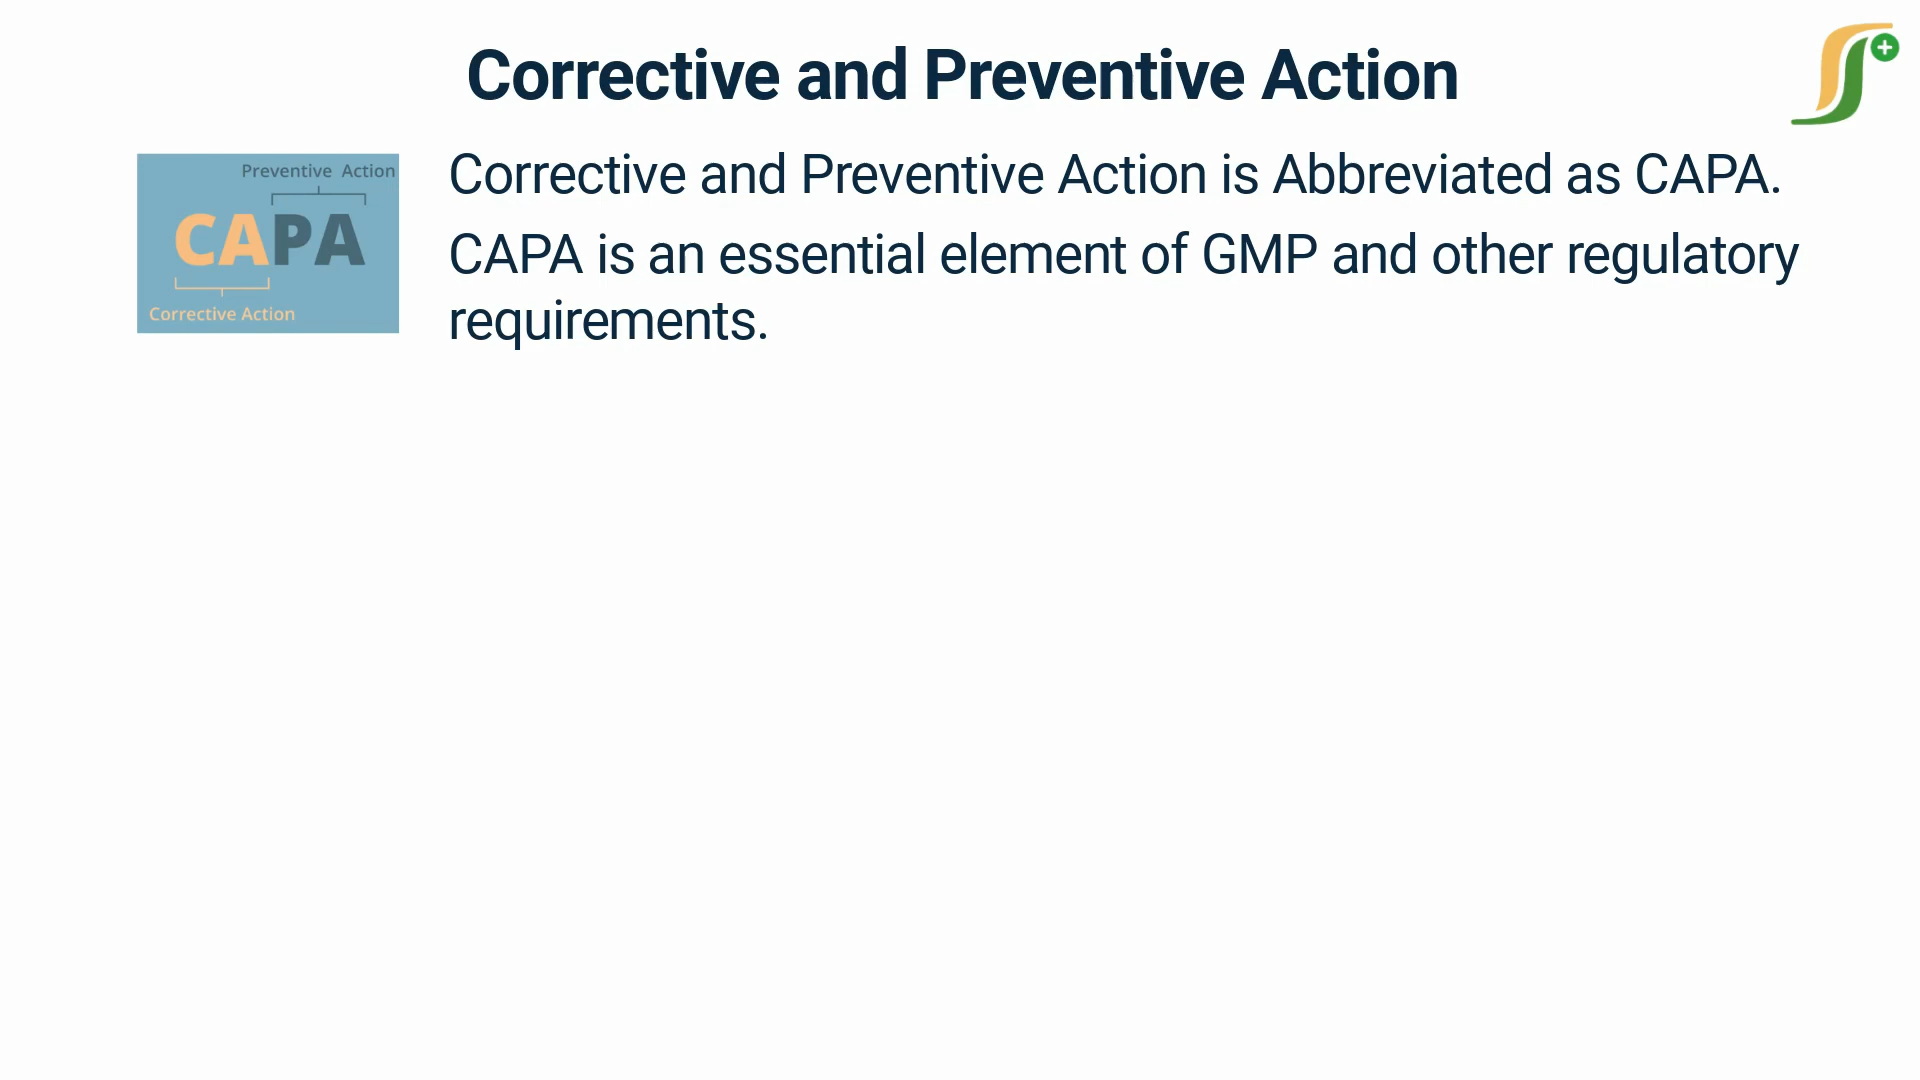 Corrective and Preventive Action
Preventive Action
CAPA
Corrective Action
Corrective and Preventive Action is Abbreviated as CAPA.
CAPA is an essential element of GMP and other regulatory
requirements.